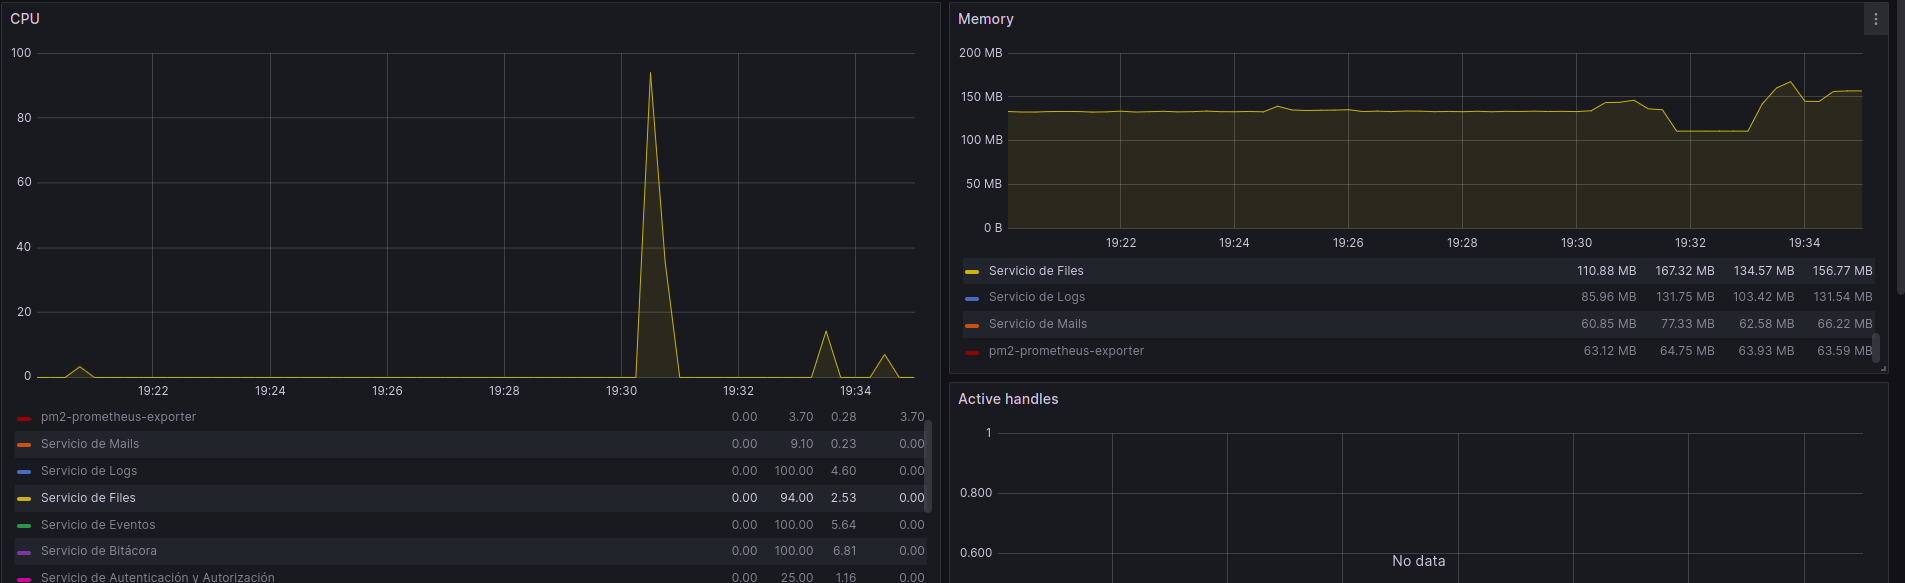 CPU
100
80
60
40
20
0
19:22 19:24 19:26 19:28 19:30 19:32 19:34
pm2-prometheus-exporter 0.00 3.70 0.28 3.70
Servicio de Mails 0.00 9.10 0.23 0.00
Servicio de Logs 0.00 100.00 4.60 0.00
Servicio de Files 0.00 94.00 2.53 0.00
Servicio de Eventos 0.00 100.00 5.64 0.00
Servicio de Bitácora 0.00 100.00 6.81 0.00
Servicio de Autenticación y Autorización 0.00 25.00 1.16 0.00
Memory
200 MB
150 MB
100 MB
50 MB
0 B
19:22 19:24 19:26 19:28 19:30 19:32 19:34
Servicio de Files 110.88 MB 167.32 MB 134.57 MB 156.77 MB
Servicio de Logs 85.96 MB 131.75 MB 103.42 MB 131.54 MB
Servicio de Mails 60.85 MB 77.33 MB 62.58 MB 66.22 MB
pm2-prometheus-exporter 63.12 MB 64.75 MB 63.93 MB 63.59 MB
Active handles
1
0.800
0.600
No data